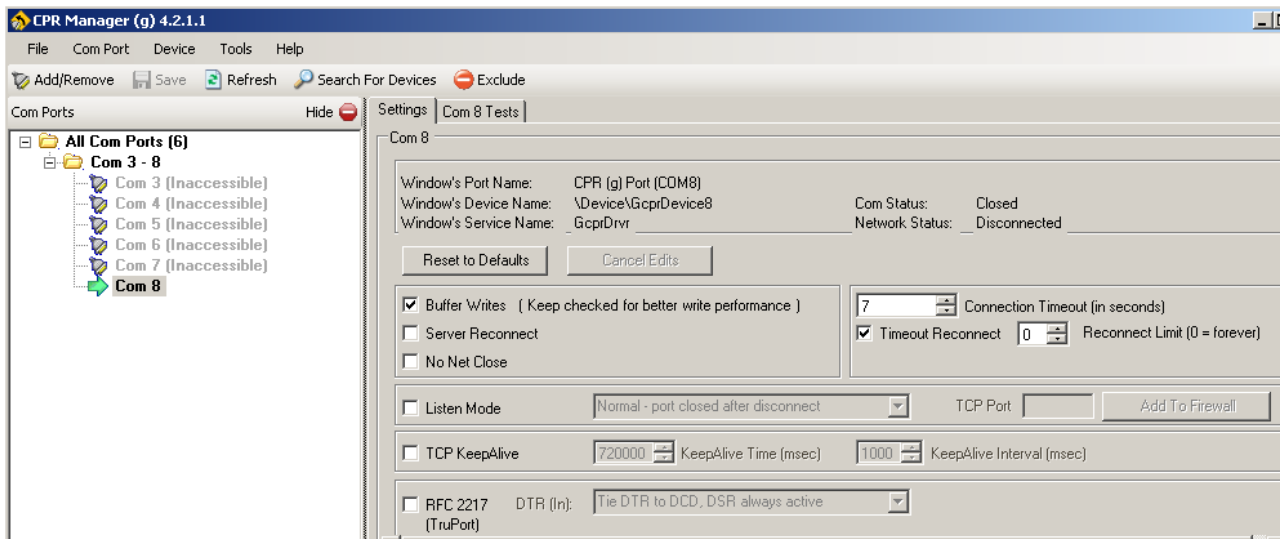 CPR Manager (g) 4.2.1.1
File Com Port Device Tools Help
Add/Remove Save Refresh Search For Devices Exclude
Com Ports Hide
All Com Ports (6)
Com 3 - 8
Com 3 (Inaccessible)
Com 4 (Inaccessible)
Com 5 (Inaccessible)
Com 6 (Inaccessible)
Com 7 (Inaccessible)
Com 8
Settings Com 8 Tests
Com 8
Window's Port Name: CPR (g) Port (COM8)
Window's Device Name: \Device\GcprDevice8 Com Status: Closed
Window's Service Name: GcprDrvr Network Status: Disconnected
Reset to Defaults Cancel Edits
Buffer Writes ( Keep checked for better write performance )
Server Reconnect
No Net Close
7 Connection Timeout (in seconds)
Timeout Reconnect 0 Reconnect Limit (0 = forever)
Listen Mode Normal - port closed after disconnect TCP Port Add To Firewall
TCP KeepAlive 720000 KeepAlive Time (msec) 1000 KeepAlive Interval (msec)
RFC 2217 DTR (In): Tie DTR to DCD, DSR always active
(TruPort)